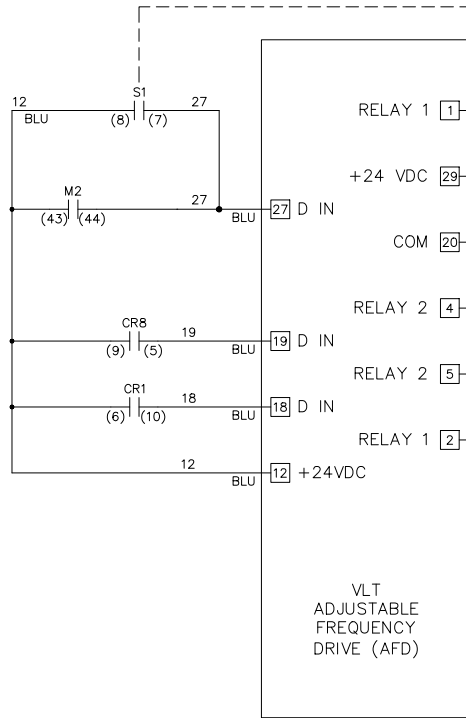 S1
12 27
BLU (8) (7)
RELAY 1 1
+24 VDC 29
M2
27
(43) (44)
BLU 27 D IN
COM 20
RELAY 2 4
CR8
19
(9) (5) BLU 19 D IN
RELAY 2 5
CR1
18
(6) (10) BLU 18 D IN
RELAY 1 2
12
BLU 12 +24VDC
VLT
ADJUSTABLE
FREQUENCY
DRIVE (AFD)